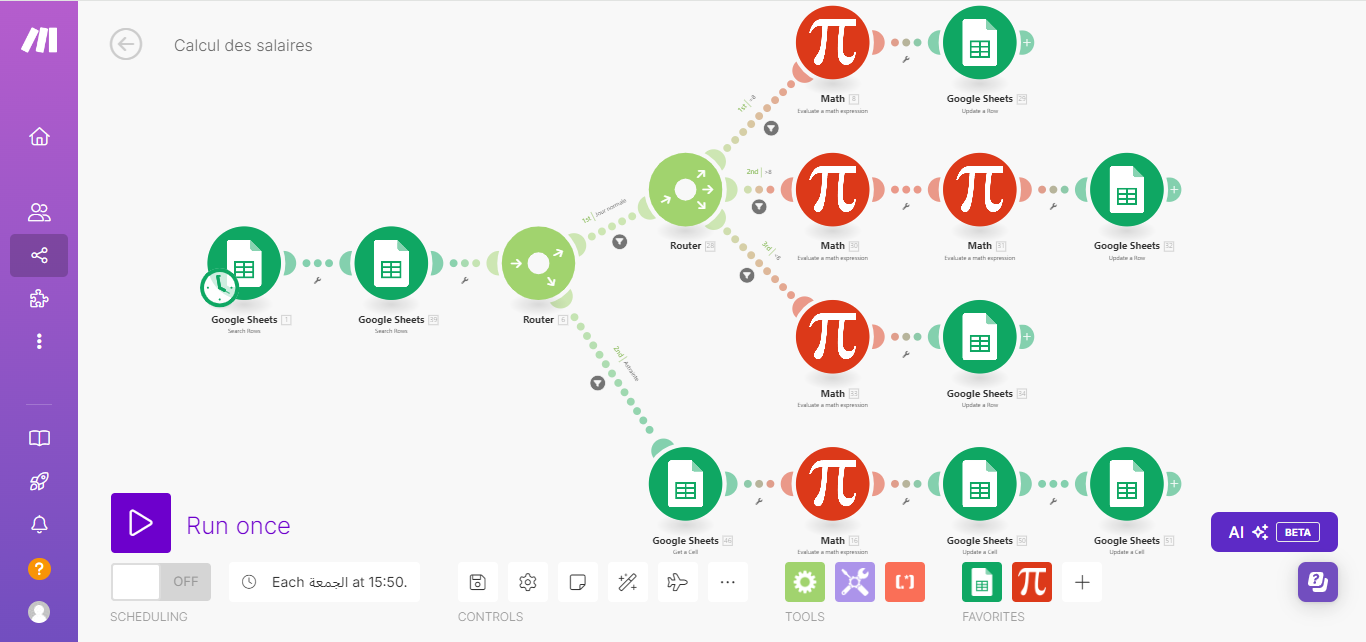 Calcul des salaires
Math 8
Evaluate a math expression
Google Sheets 29
Update a Row
1st =8
2nd >8
Router 28
Math 30
Evaluate a math expression
Math 31
Evaluate a math expression
Google Sheets 32
Update a Row
1st Jour normale
3rd <8
Google Sheets 1
Search Rows
Google Sheets 39
Search Rows
Router 6
2nd Astreinte
Math 33
Evaluate a math expression
Google Sheets 34
Update a Row
Google Sheets 46
Get a Cell
Math 16
Evaluate a math expression
Google Sheets 50
Update a Cell
Google Sheets 51
Update a Cell
Run once
AI BETA
OFF
Each الجمعة at 15:50.
SCHEDULING
CONTROLS
TOOLS
FAVORITES